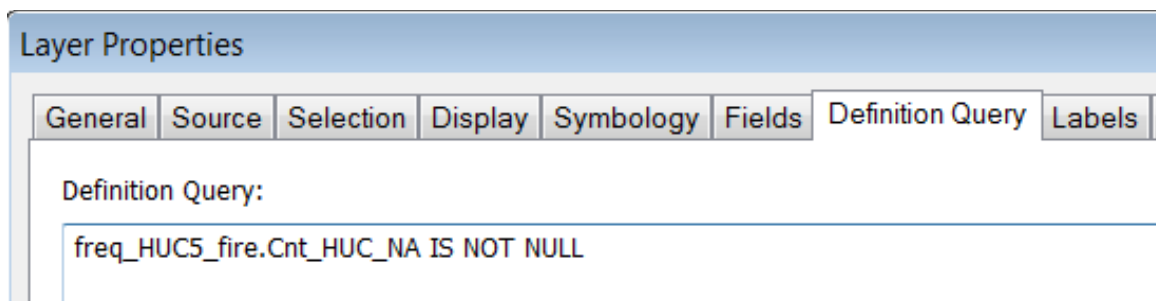 Layer Properties
General Source Selection Display Symbology Fields Definition Query Labels
Definition Query:
freq_HUC5_fire.Cnt_HUC_NA IS NOT NULL